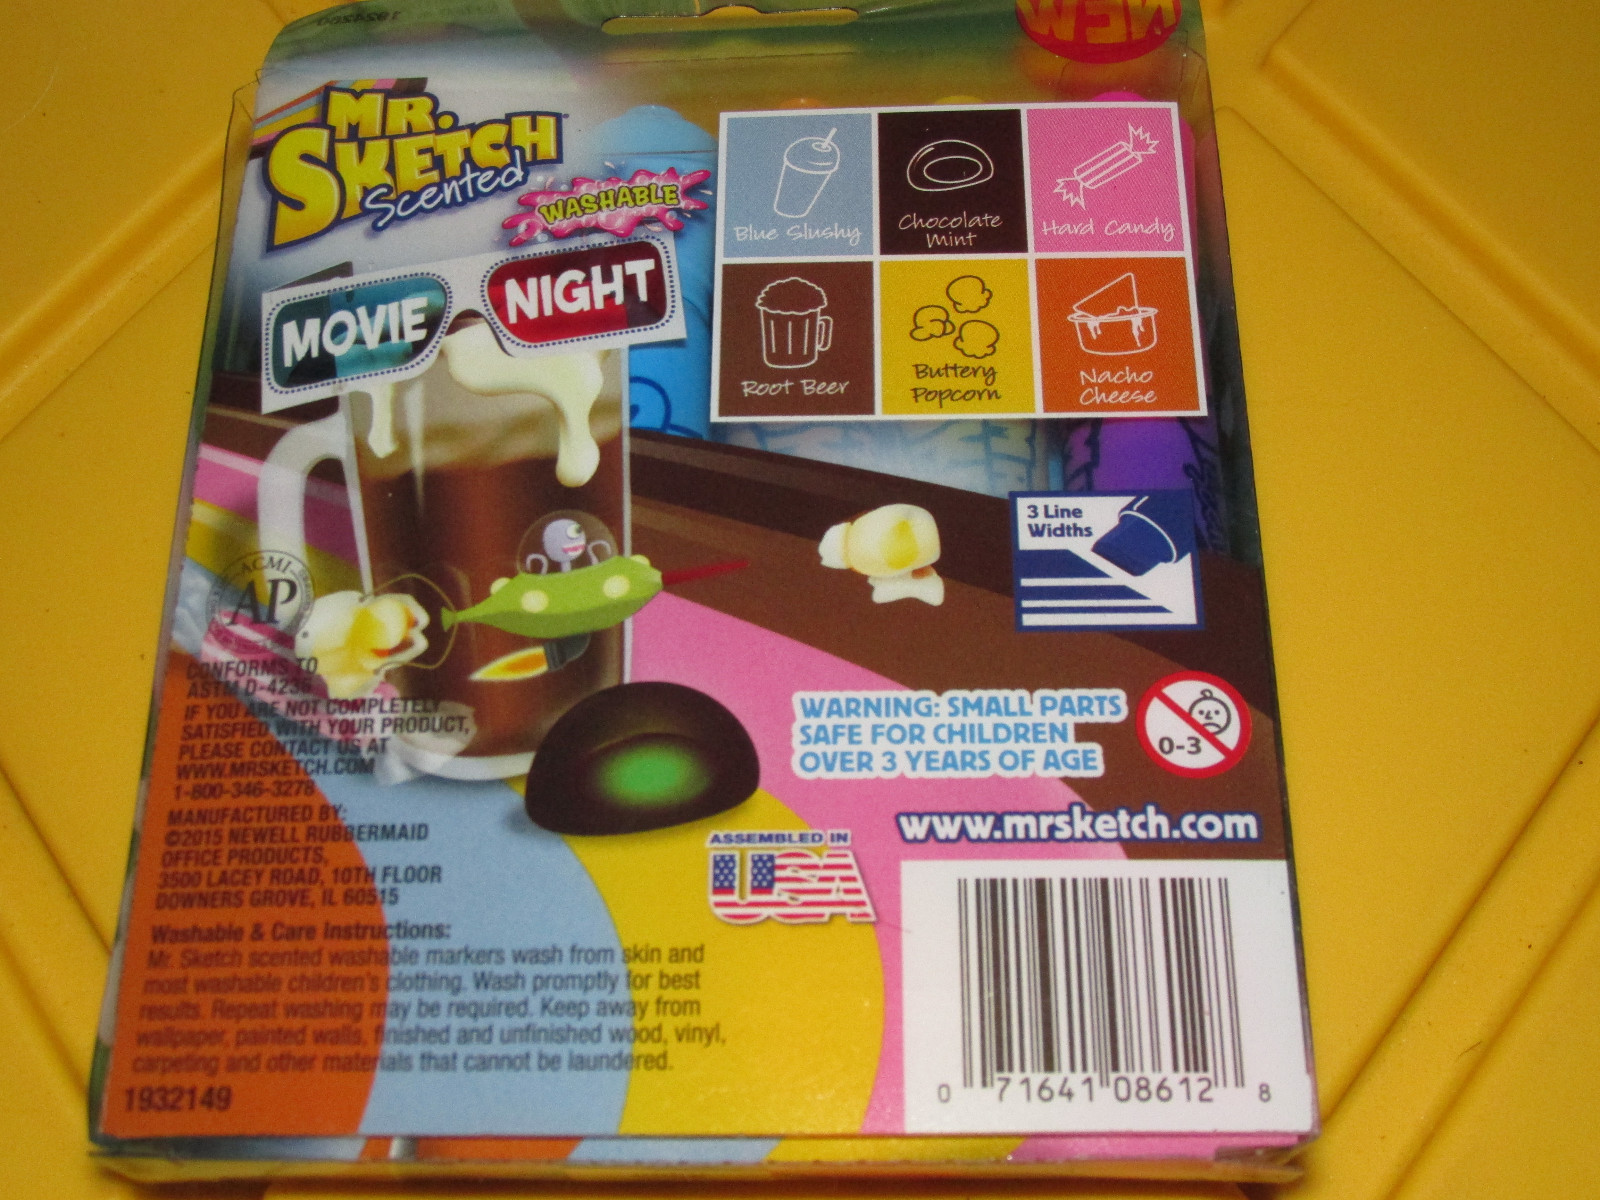 NEW
MR.
SKETCH
Scented
WASHABLE
MOVIE NIGHT
Blue Slushy
Chocolate
Mint
Hard Candy
Root Beer
Buttery
Popcorn
Nacho
Cheese
3 Line
Widths
ACMI
AP
CONFORMS TO
ASTM D-4236
IF YOU ARE NOT COMPLETELY
SATISFIED WITH YOUR PRODUCT,
PLEASE CONTACT US AT
WWW.MRSKETCH.COM
1-800-346-3278
MANUFACTURED BY:
©2015 NEWELL RUBBERMAID
OFFICE PRODUCTS,
3500 LACEY ROAD, 10TH FLOOR
DOWNERS GROVE, IL 60515
WARNING: SMALL PARTS
SAFE FOR CHILDREN
OVER 3 YEARS OF AGE
0-3
www.mrsketch.com
ASSEMBLED IN
USA
Washable & Care Instructions:
Mr. Sketch scented washable markers wash from skin and
most washable children's clothing. Wash promptly for best
results. Repeat washing may be required. Keep away from
wallpaper, painted walls, finished and unfinished wood, vinyl,
carpeting and other materials that cannot be laundered.
1932149
0 71641 08612 8